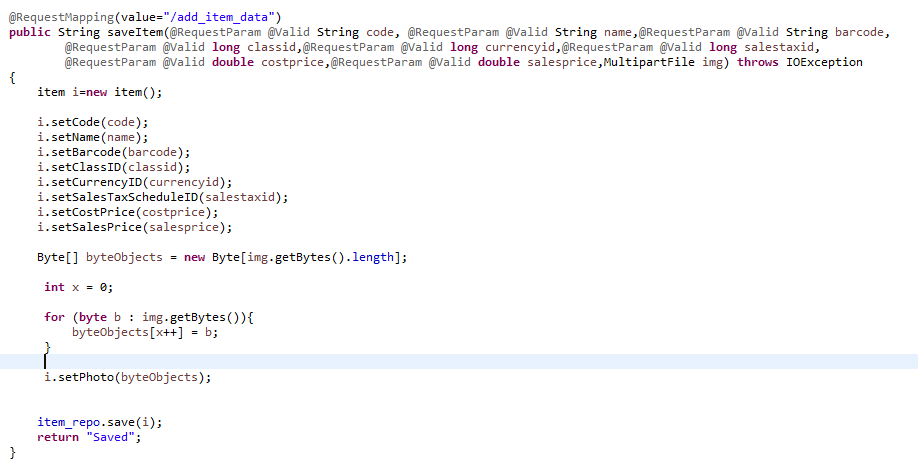 @RequestMapping(value="/add_item_data")
public String saveItem(@RequestParam @Valid String code, @RequestParam @Valid String name,@RequestParam @Valid String barcode,
@RequestParam @Valid long classid,@RequestParam @Valid long currencyid,@RequestParam @Valid long salestaxid,
@RequestParam @Valid double costprice,@RequestParam @Valid double salesprice,MultipartFile img) throws IOException
{
item i=new item();
i.setCode(code);
i.setName(name);
i.setBarcode(barcode);
i.setClassID(classid);
i.setCurrencyID(currencyid);
i.setSalesTaxScheduleID(salestaxid);
i.setCostPrice(costprice);
i.setSalesPrice(salesprice);
Byte[] byteObjects = new Byte[img.getBytes().length];
int x = 0;
for (byte b : img.getBytes()){
byteObjects[x++] = b;
}
i.setPhoto(byteObjects);
item_repo.save(i);
return "Saved";
}